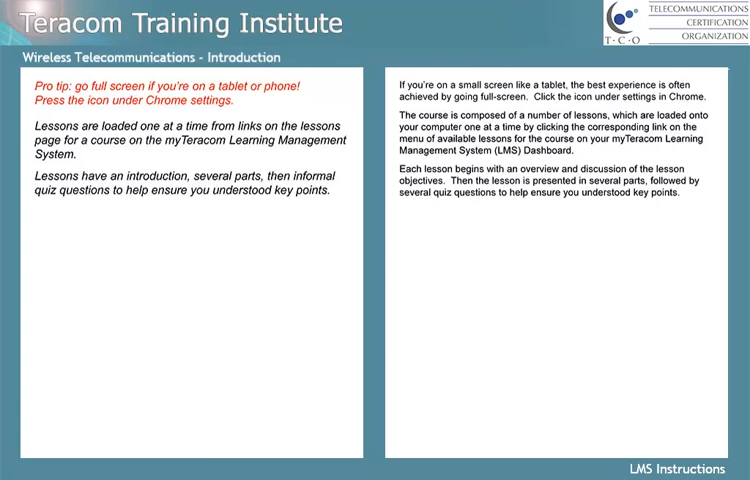 Teracom Training Institute
TELECOMMUNICATIONS
CERTIFICATION
ORGANIZATION
T·C·O
Wireless Telecommunications - Introduction
Pro tip: go full screen if you're on a tablet or phone!
Press the icon under Chrome settings.
Lessons are loaded one at a time from links on the lessons
page for a course on the myTeracom Learning Management
System.
Lessons have an introduction, several parts, then informal
quiz questions to help ensure you understood key points.
If you're on a small screen like a tablet, the best experience is often
achieved by going full-screen.  Click the icon under settings in Chrome.
The course is composed of a number of lessons, which are loaded onto
your computer one at a time by clicking the corresponding link on the
menu of available lessons for the course on your myTeracom Learning
Management System (LMS) Dashboard.
Each lesson begins with an overview and discussion of the lesson
objectives.  Then the lesson is presented in several parts, followed by
several quiz questions to help ensure you understood key points.
LMS Instructions